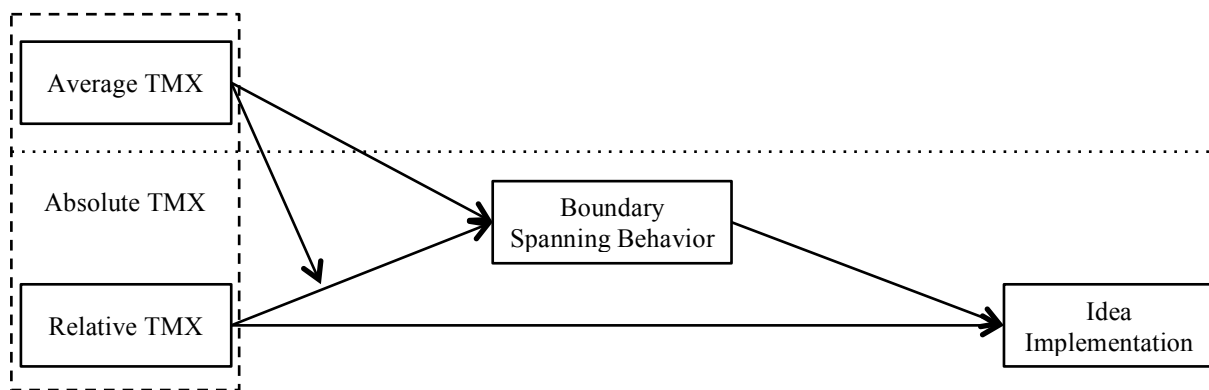 Average TMX
Absolute TMX
Boundary
Spanning Behavior
Relative TMX
Idea
Implementation